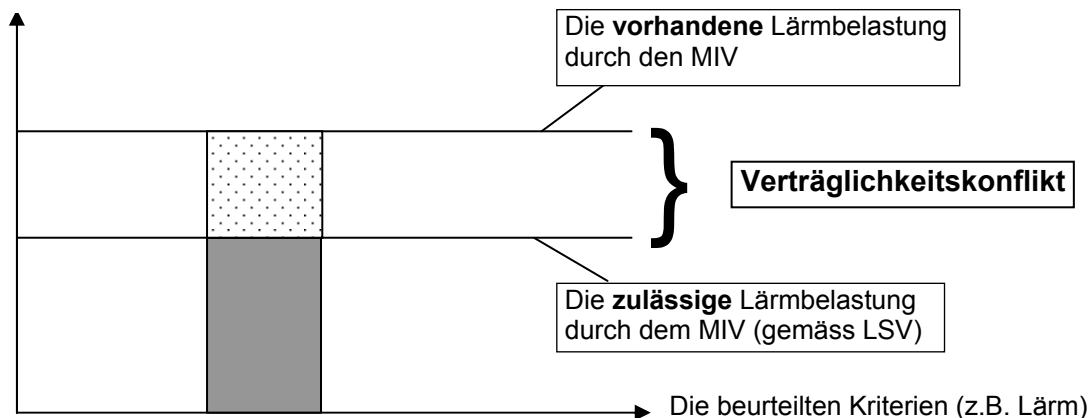 Die vorhandene Lärmbelastung
durch den MIV
Verträglichkeitskonflikt
Die zulässige Lärmbelastung
durch dem MIV (gemäss LSV)
Die beurteilten Kriterien (z.B. Lärm)